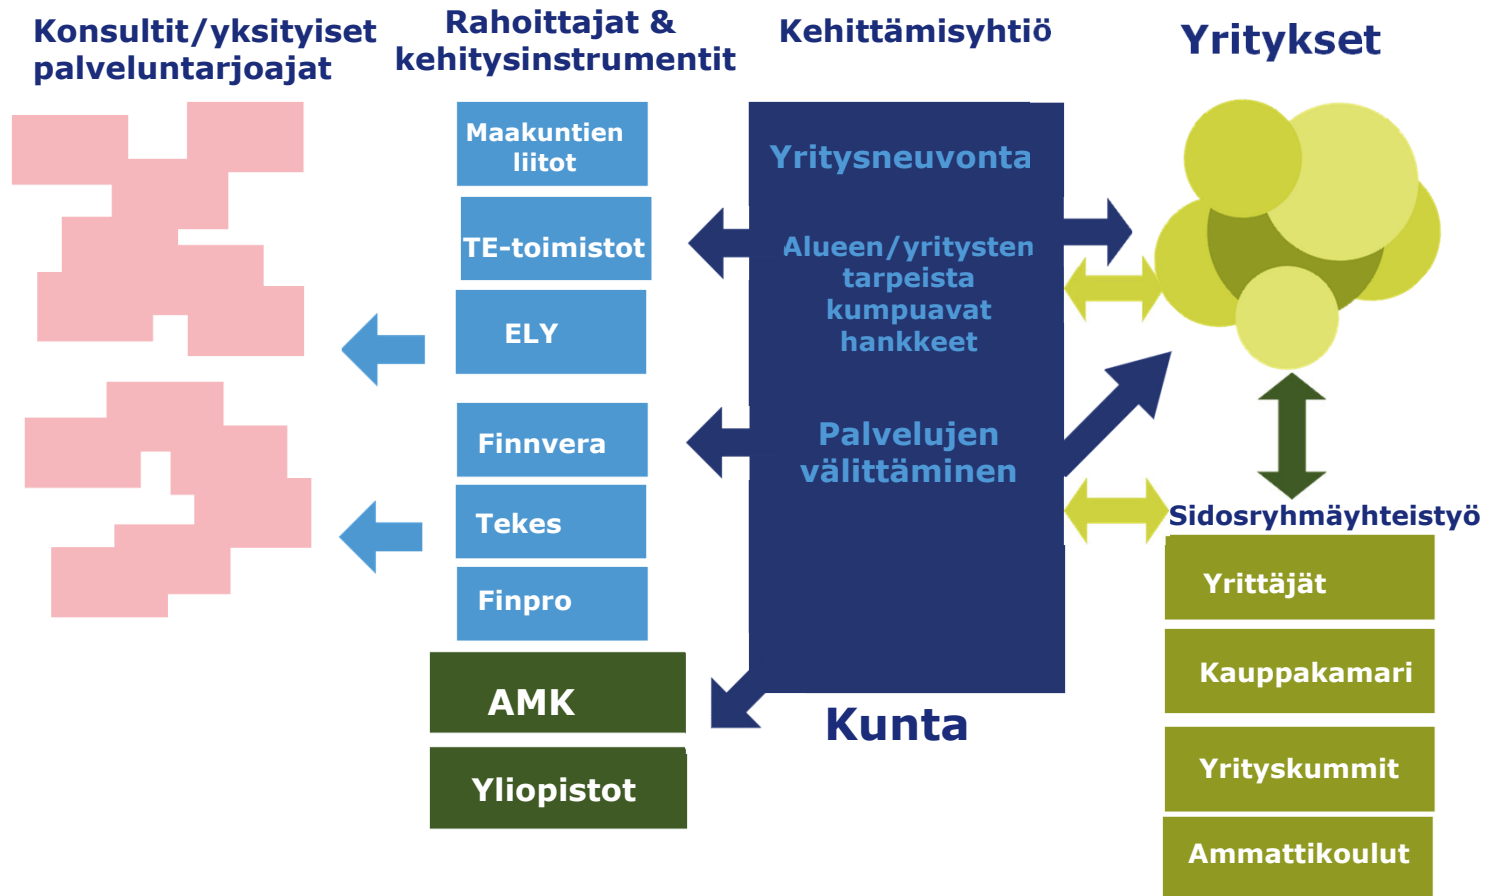 Konsultit/yksityiset
palveluntarjoajat
Rahoittajat &
kehitysinstrumentit
Kehittämisyhtiö
Yritykset
Maakuntien
liitot
TE-toimistot
ELY
Finnvera
Tekes
Finpro
AMK
Yliopistot
Yritysneuvonta
Alueen/yritysten
tarpeista
kumpuavat
hankkeet
Palvelujen
välittäminen
Kunta
Sidosryhmäyhteistyö
Yrittäjät
Kauppakamari
Yrityskummit
Ammattikoulut